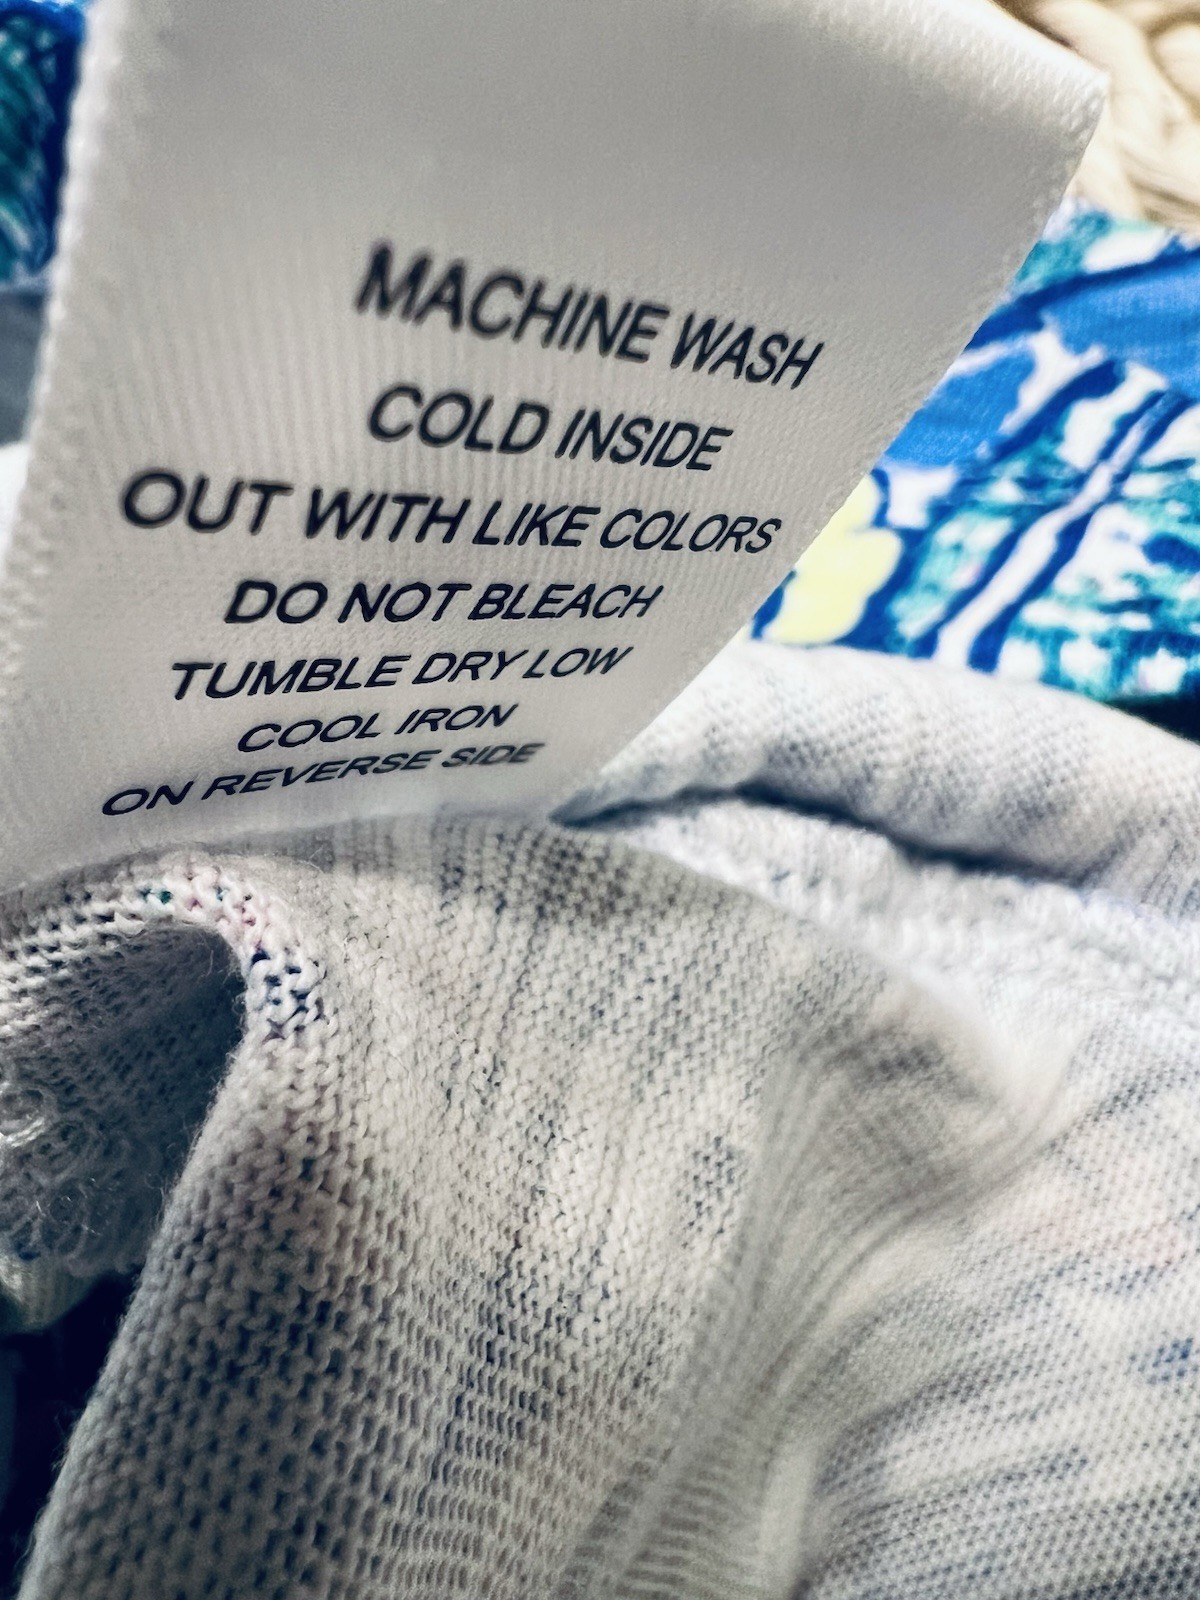 MACHINE WASH
COLD INSIDE
OUT WITH LIKE COLORS
DO NOT BLEACH
TUMBLE DRY LOW
COOL IRON
ON REVERSE SIDE